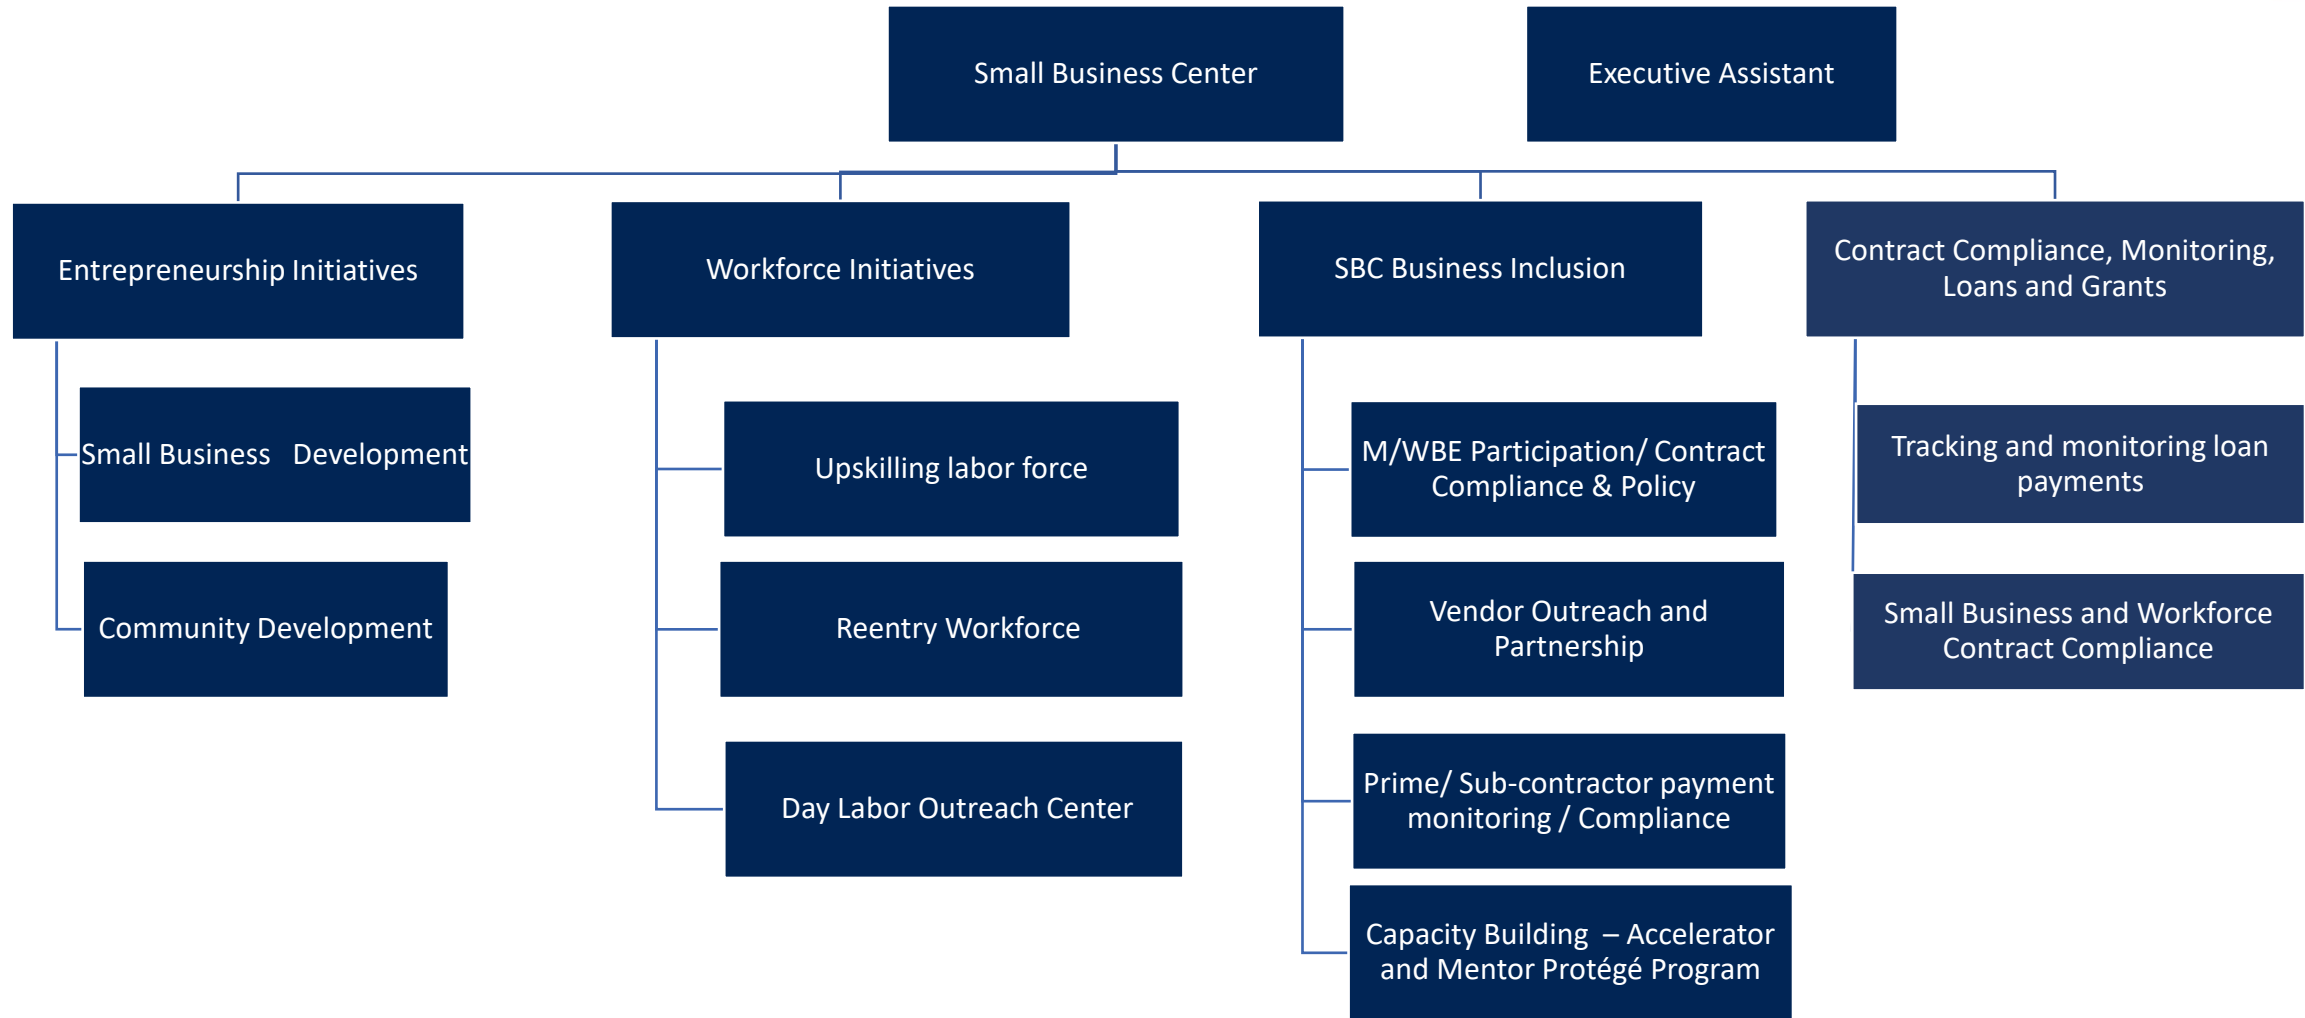 Small Business Center
Executive Assistant
Entrepreneurship Initiatives
Workforce Initiatives
SBC Business Inclusion
Contract Compliance, Monitoring,
Loans and Grants
Small Business Development
Community Development
Upskilling labor force
Reentry Workforce
Day Labor Outreach Center
M/WBE Participation/ Contract
Compliance & Policy
Vendor Outreach and
Partnership
Prime/ Sub-contractor payment
monitoring / Compliance
Capacity Building – Accelerator
and Mentor Protégé Program
Tracking and monitoring loan
payments
Small Business and Workforce
Contract Compliance